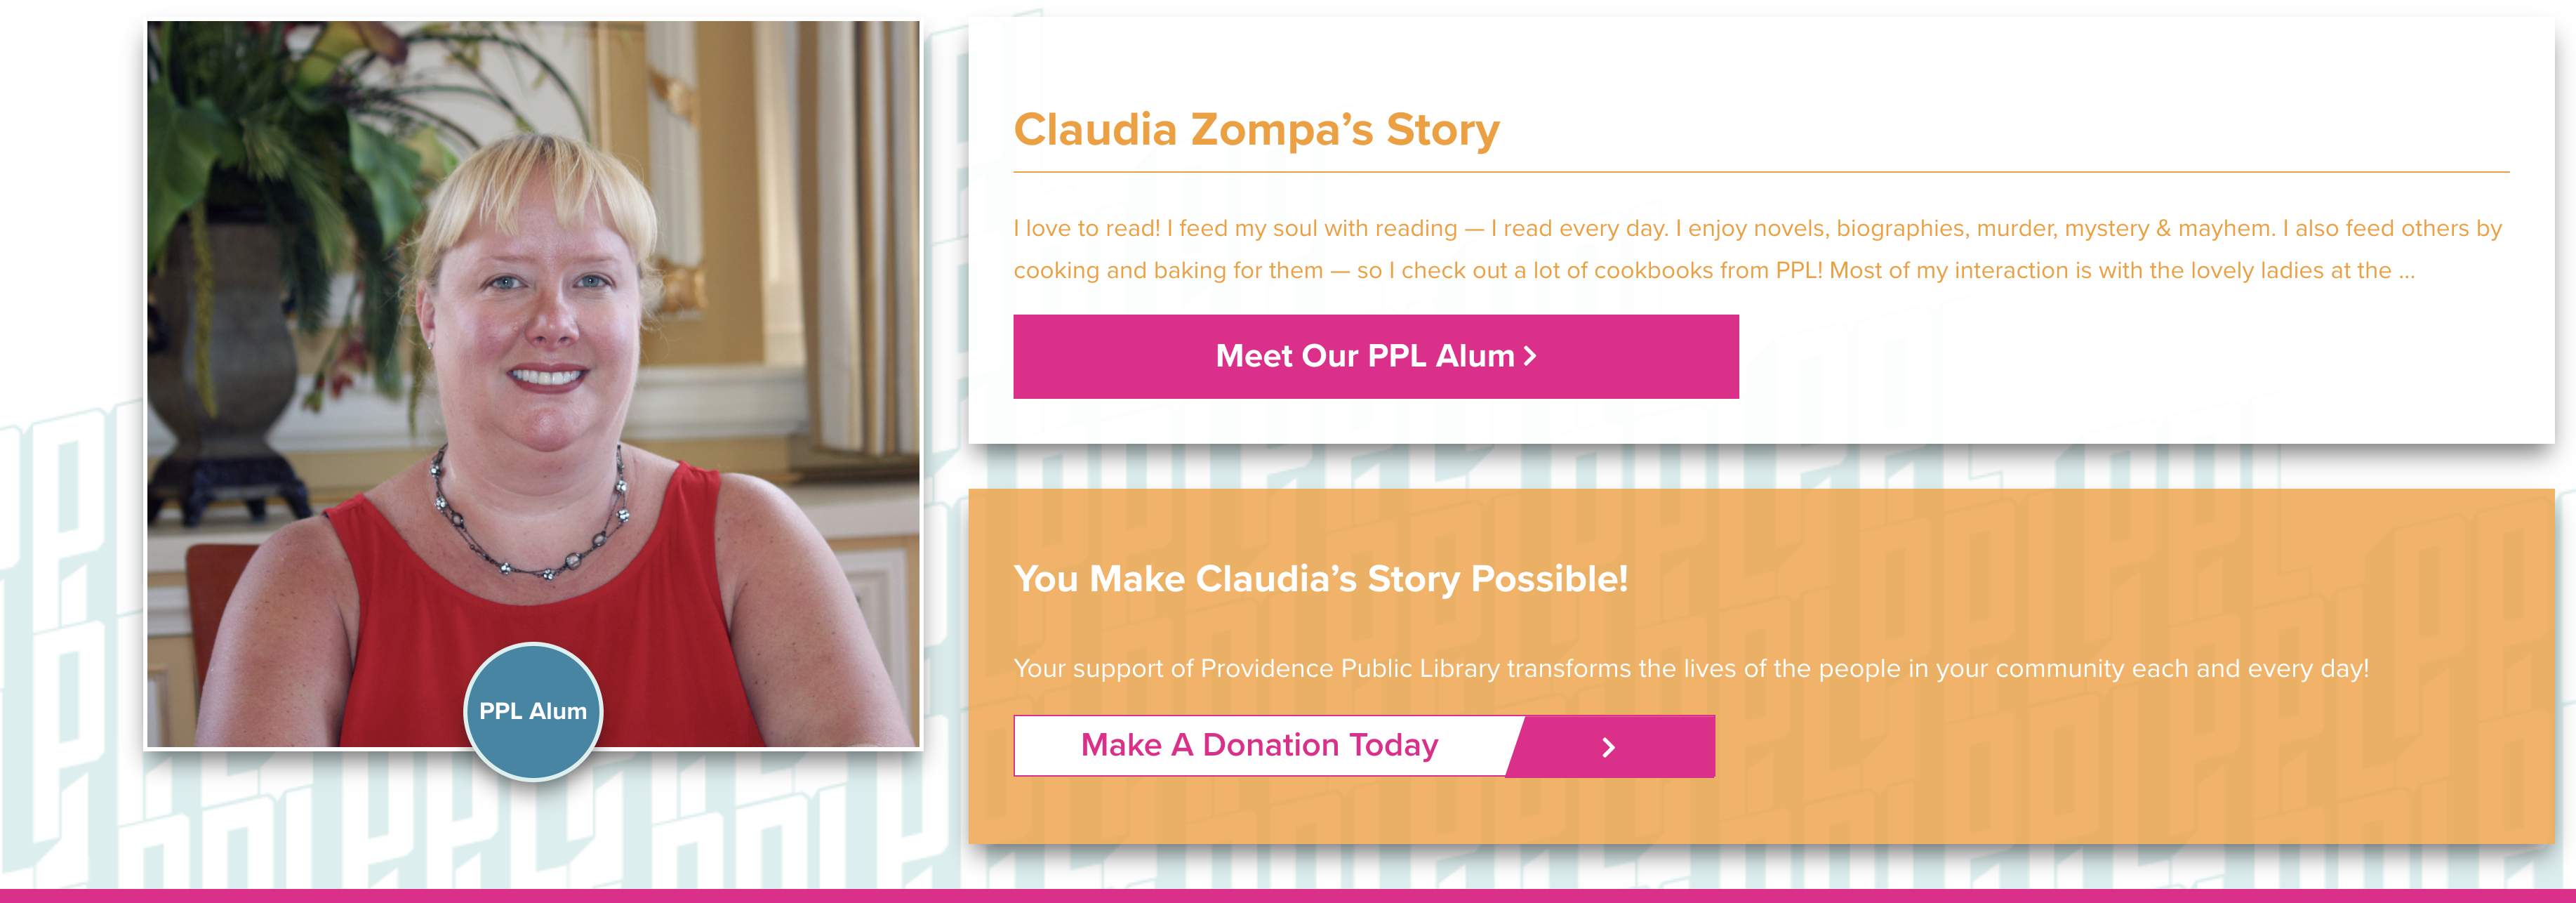 Claudia Zompa’s Story
I love to read! I feed my soul with reading — I read every day. I enjoy novels, biographies, murder, mystery & mayhem. I also feed others by
cooking and baking for them — so I check out a lot of cookbooks from PPL! Most of my interaction is with the lovely ladies at the ...
Meet Our PPL Alum
PPL Alum
You Make Claudia’s Story Possible!
Your support of Providence Public Library transforms the lives of the people in your community each and every day!
Make A Donation Today